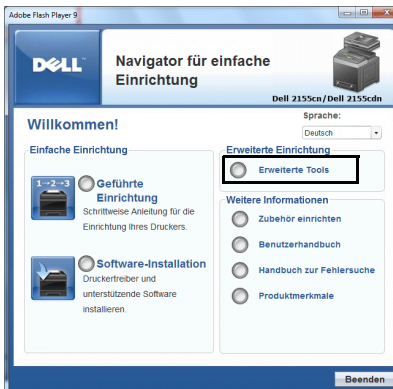 Adobe Flash Player 9
DELL
Navigator für einfache
Einrichtung
Dell 2155cn/Dell 2155cdn
Willkommen!
Sprache:
Deutsch
Einfache Einrichtung
1-2-3
Geführte
Einrichtung
Schrittweise Anleitung für die
Einrichtung Ihres Druckers.
Software-Installation
Druckertreiber und
unterstützende Software
installieren.
Erweiterte Einrichtung
Erweiterte Tools
Weitere Informationen
Zubehör einrichten
Benutzerhandbuch
Handbuch zur Fehlersuche
Produktmerkmale
Beenden